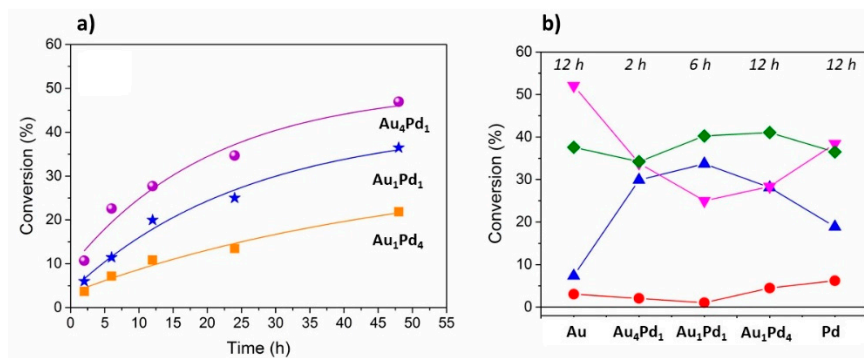 a)
Conversion (%)
60
50
40
30
20
10
0
Au₄Pd₁
Au₁Pd₁
Au₁Pd₄
0 5 10 15 20 25 30 35 40 45 50 55
Time (h)
b)
Conversion (%)
60
50
40
30
20
10
0
12 h 2 h 6 h 12 h 12 h
Au Au₄Pd₁ Au₁Pd₁ Au₁Pd₄ Pd